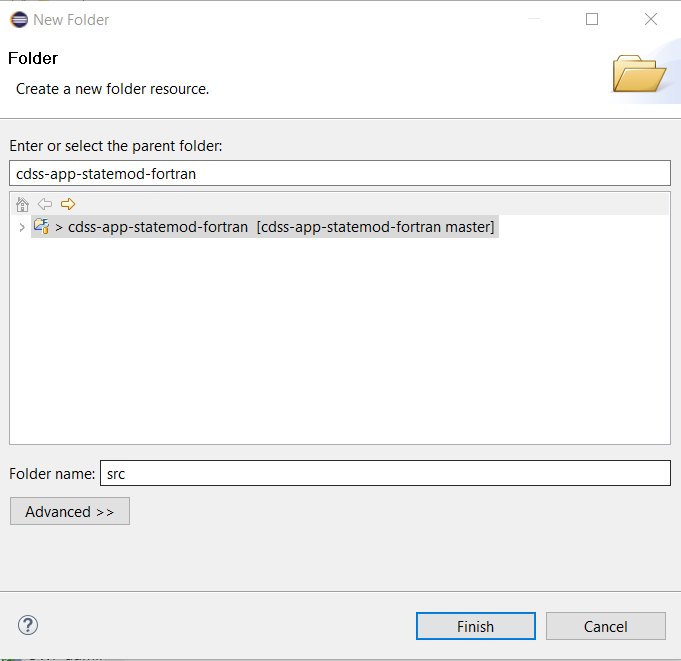 New Folder
Folder
Create a new folder resource.
Enter or select the parent folder:
cdss-app-statemod-fortran
> cdss-app-statemod-fortran [cdss-app-statemod-fortran master]
Folder name: src
Advanced >>
Finish
Cancel